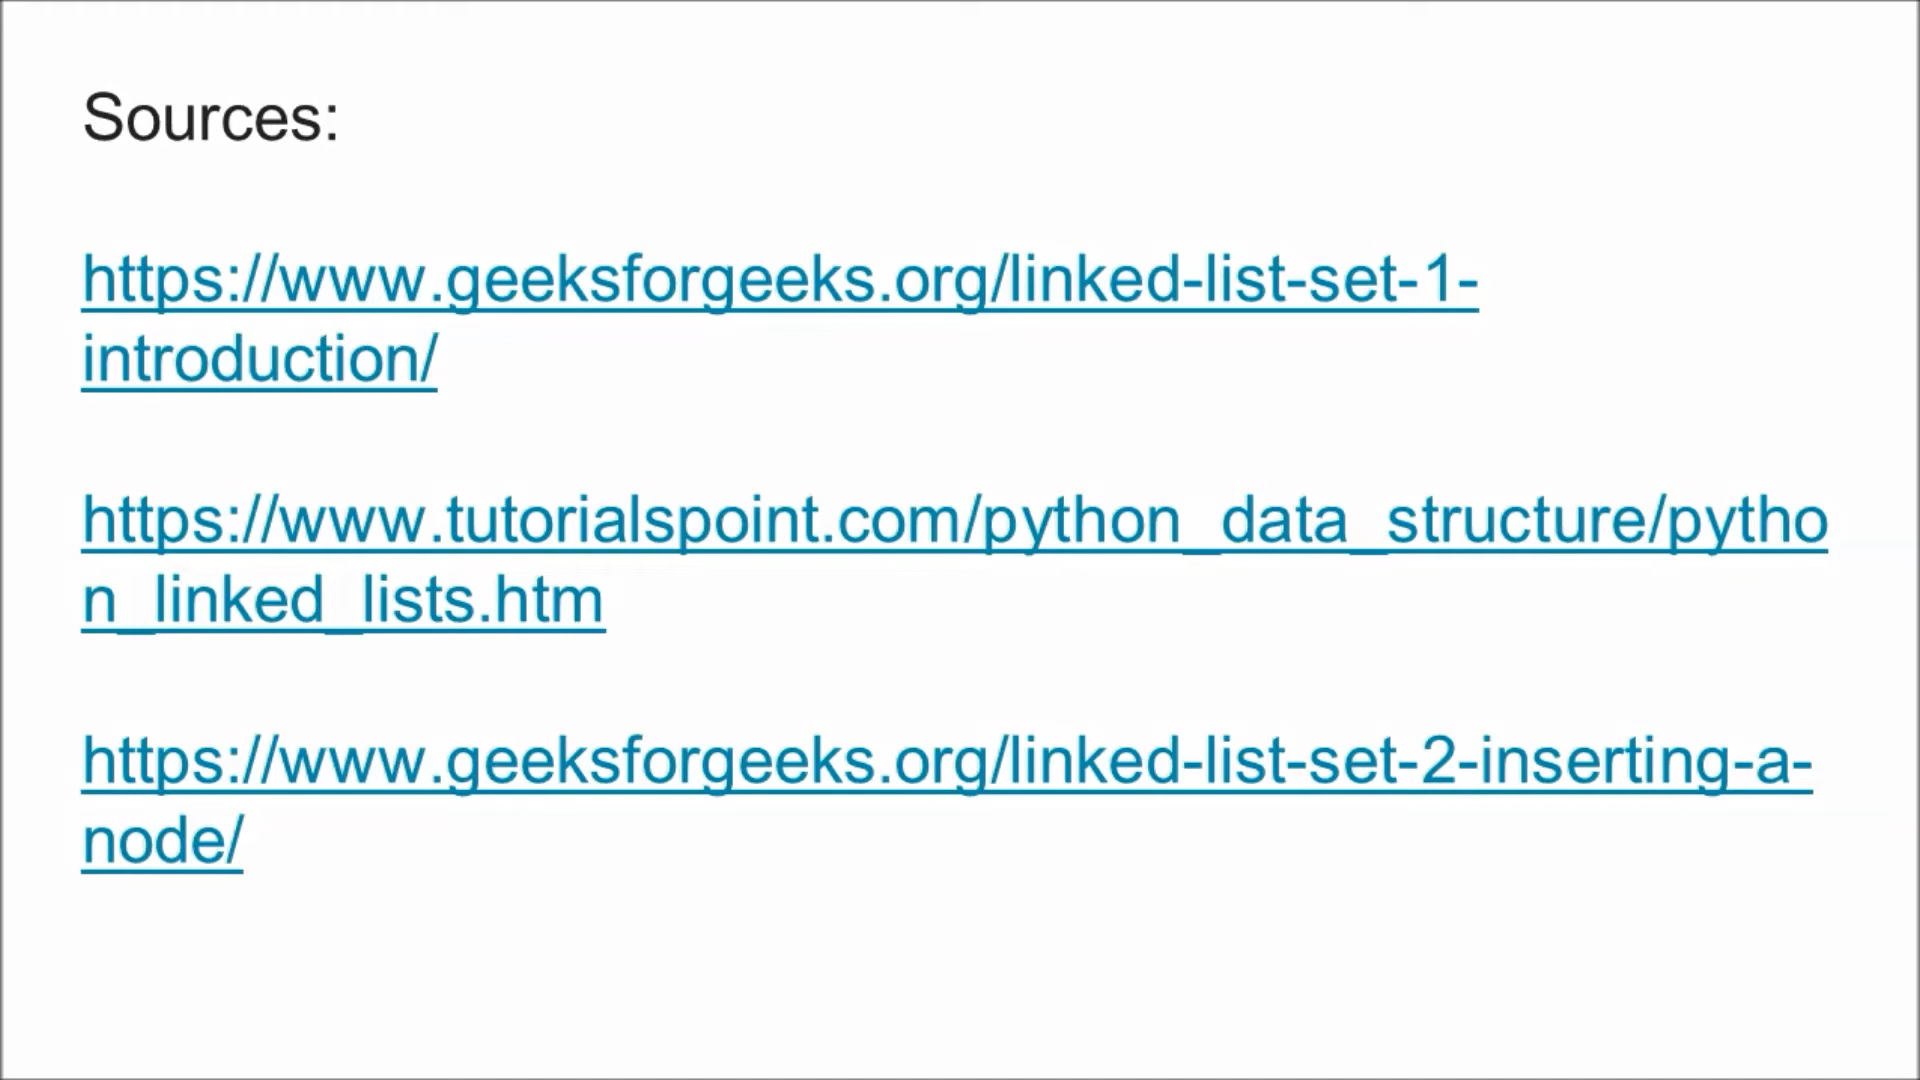 Sources:
https://www.geeksforgeeks.org/linked-list-set-1-
introduction/
https://www.tutorialspoint.com/python_data_structure/pytho
n_linked_lists.htm
https://www.geeksforgeeks.org/linked-list-set-2-inserting-a-
node/